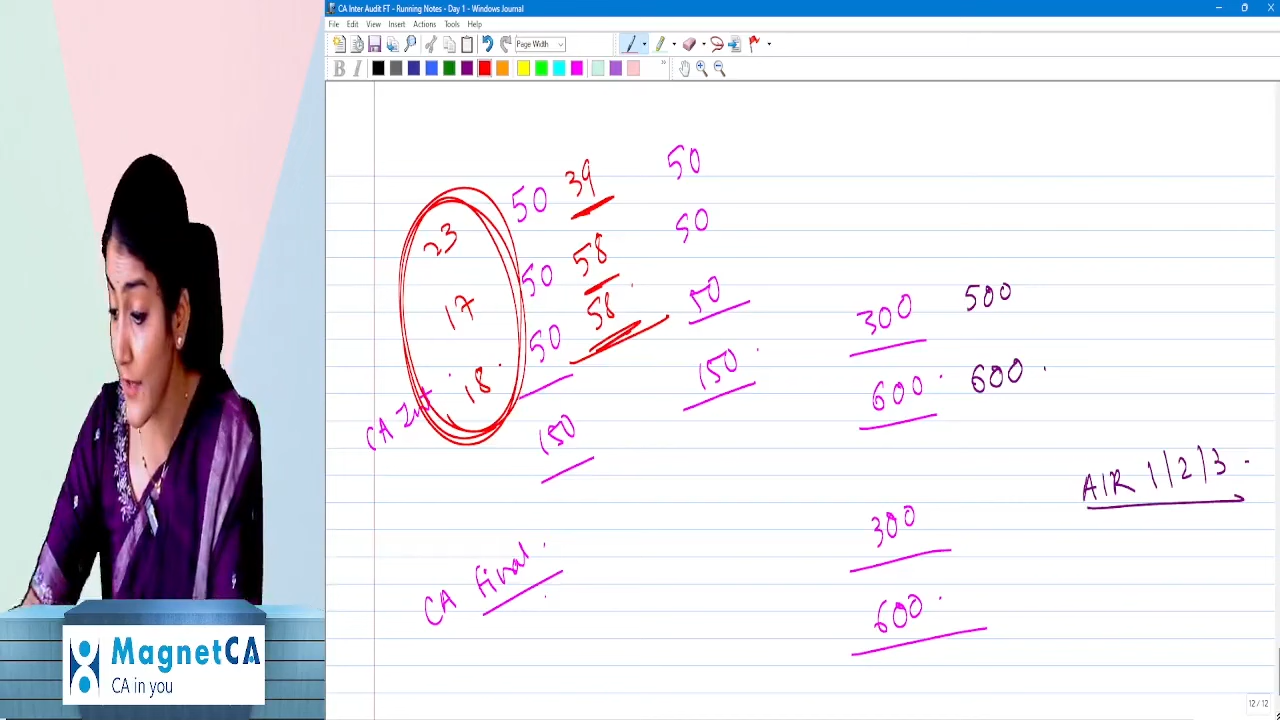 CA Inter Audit FT - Running Notes - Day 1 - Windows Journal
File Edit View Insert Actions Tools Help
Page Width
B I
23
17
18
CA Int
50
50
50
150
39
58
58
50
50
50
150
300
600
500
600
AIR 1/2/3
CA Final
300
600
MagnetCA
CA in you
12 / 12